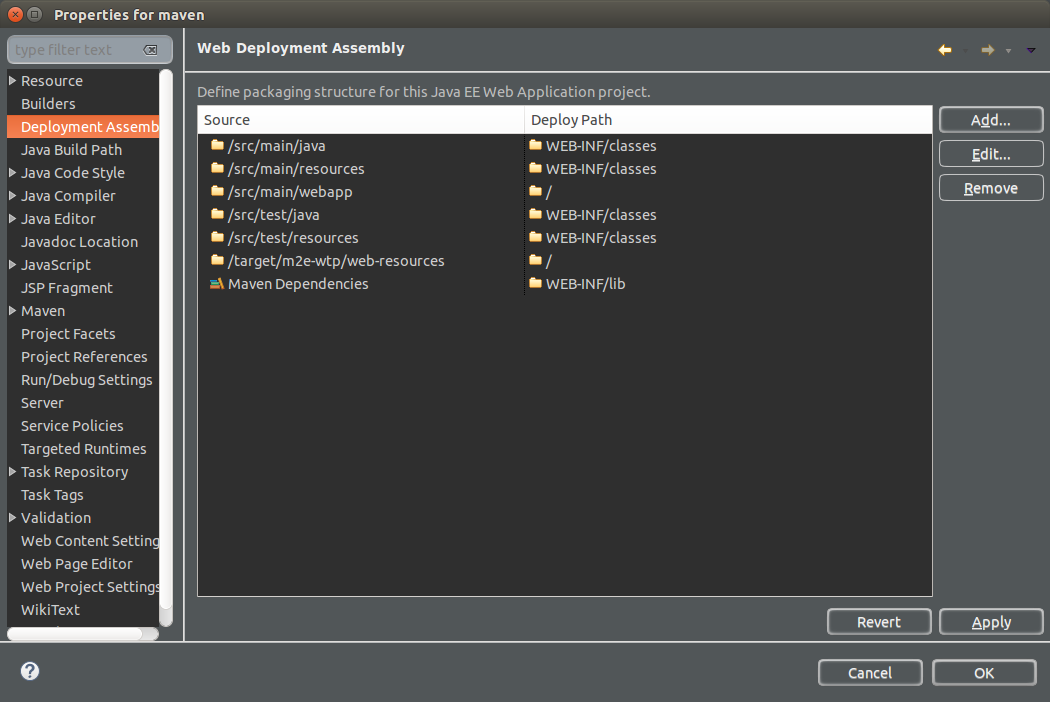 Properties for maven
type filter text
Resource
Builders
Deployment Assemb
Java Build Path
Java Code Style
Java Compiler
Java Editor
Javadoc Location
JavaScript
JSP Fragment
Maven
Project Facets
Project References
Run/Debug Settings
Server
Service Policies
Targeted Runtimes
Task Repository
Task Tags
Validation
Web Content Setting
Web Page Editor
Web Project Settings
WikiText
Web Deployment Assembly
Define packaging structure for this Java EE Web Application project.
Source Deploy Path
/src/main/java WEB-INF/classes
/src/main/resources WEB-INF/classes
/src/main/webapp /
/src/test/java WEB-INF/classes
/src/test/resources WEB-INF/classes
/target/m2e-wtp/web-resources /
Maven Dependencies WEB-INF/lib
Add...
Edit...
Remove
Revert Apply
? Cancel OK